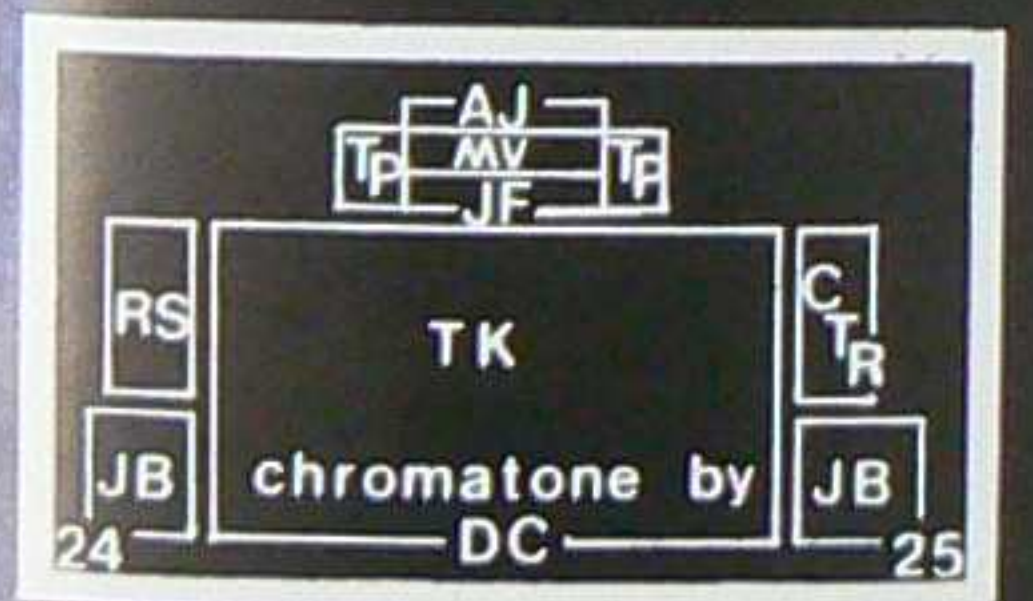 AJ
TP MV TP
JF
RS TK CTR
JB chromatone by JB
24 DC 25